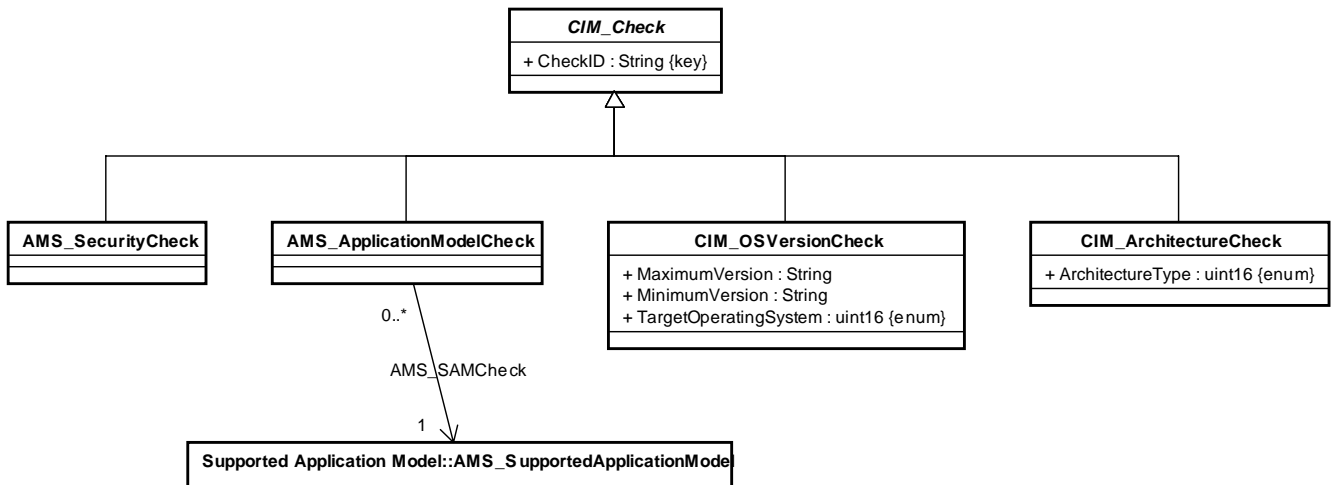 CIM_Check
+ CheckID : String {key}
AMS_SecurityCheck
AMS_ApplicationModelCheck
CIM_OSVersionCheck
+ MaximumVersion : String
+ MinimumVersion : String
+ TargetOperatingSystem : uint16 {enum}
CIM_ArchitectureCheck
+ ArchitectureType : uint16 {enum}
0..*
AMS_SAMCheck
1
Supported Application Model::AMS_SupportedApplicationModel